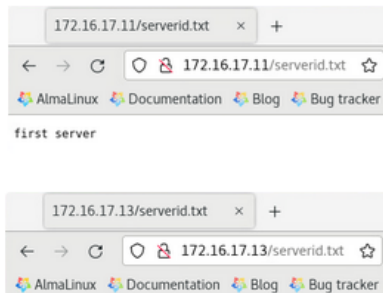 172.16.17.11/serverid.txt × +
172.16.17.11/serverid.txt
AlmaLinux Documentation Blog Bug tracker
first server
172.16.17.13/serverid.txt × +
172.16.17.13/serverid.txt
AlmaLinux Documentation Blog Bug tracker